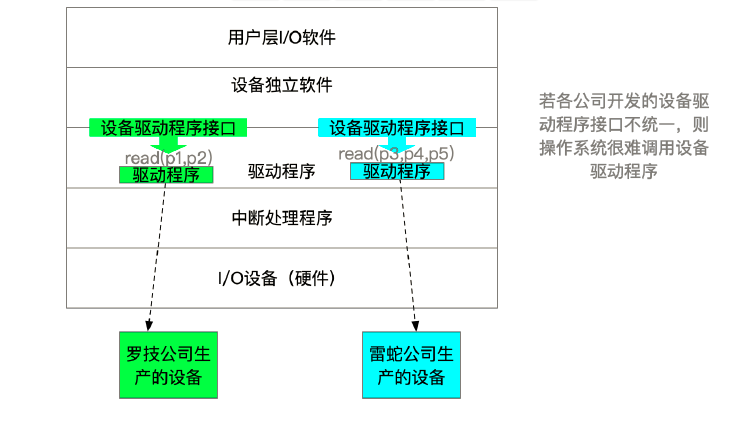 用户层I/O软件
设备独立软件
设备驱动程序接口
设备驱动程序接口
read(p1,p2)
read(p3,p4,p5)
驱动程序
驱动程序
驱动程序
中断处理程序
I/O设备（硬件）
罗技公司生
产的设备
雷蛇公司生
产的设备
若各公司开发的设备驱
动程序接口不统一，则
操作系统很难调用设备
驱动程序